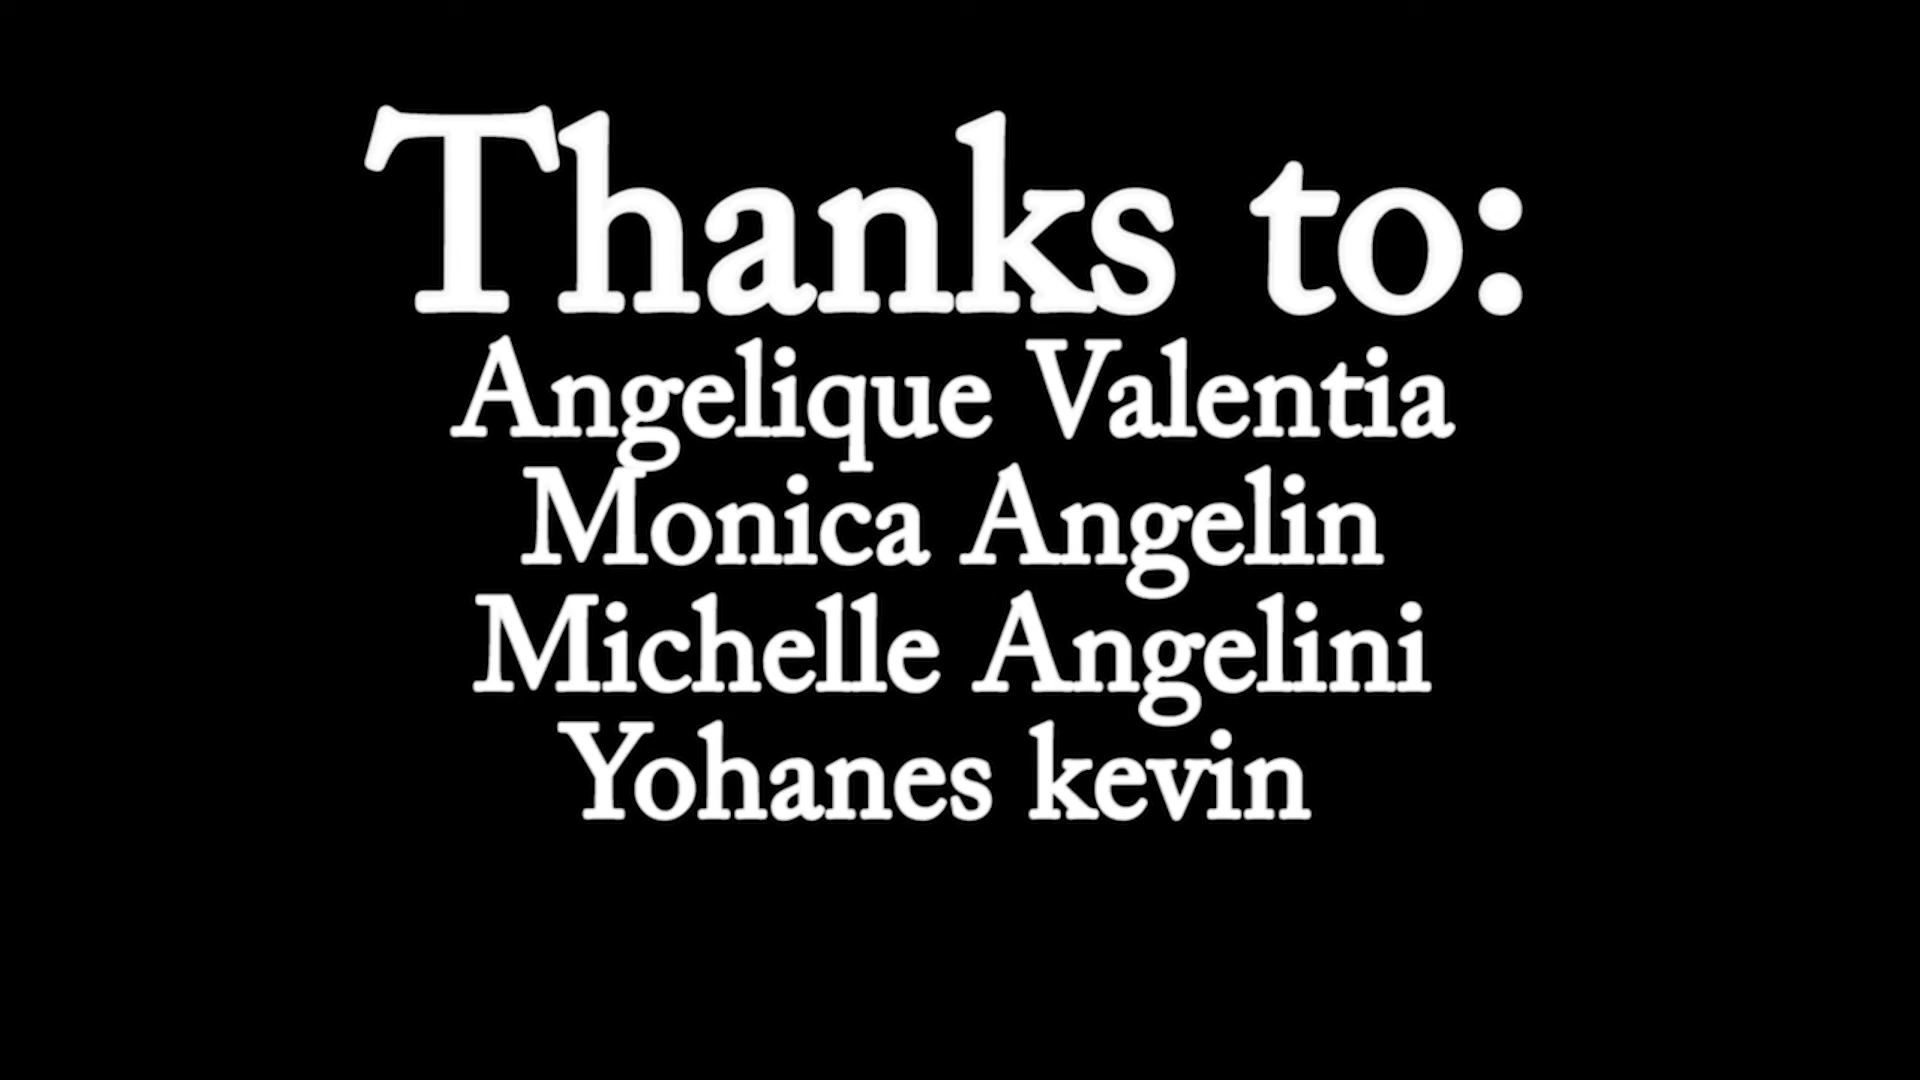 Thanks to:
Angelique Valentia
Monica Angelin
Michelle Angelini
Yohanes kevin